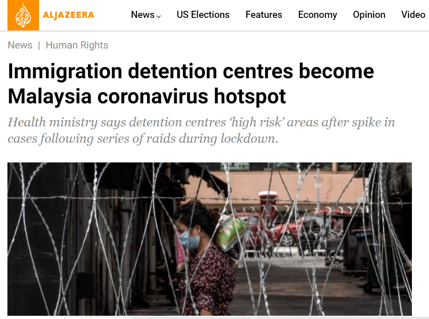 ALJAZEERA News US Elections Features Economy Opinion Video
News | Human Rights
Immigration detention centres become
Malaysia coronavirus hotspot
Health ministry says detention centres ‘high risk’ areas after spike in
cases following series of raids during lockdown.